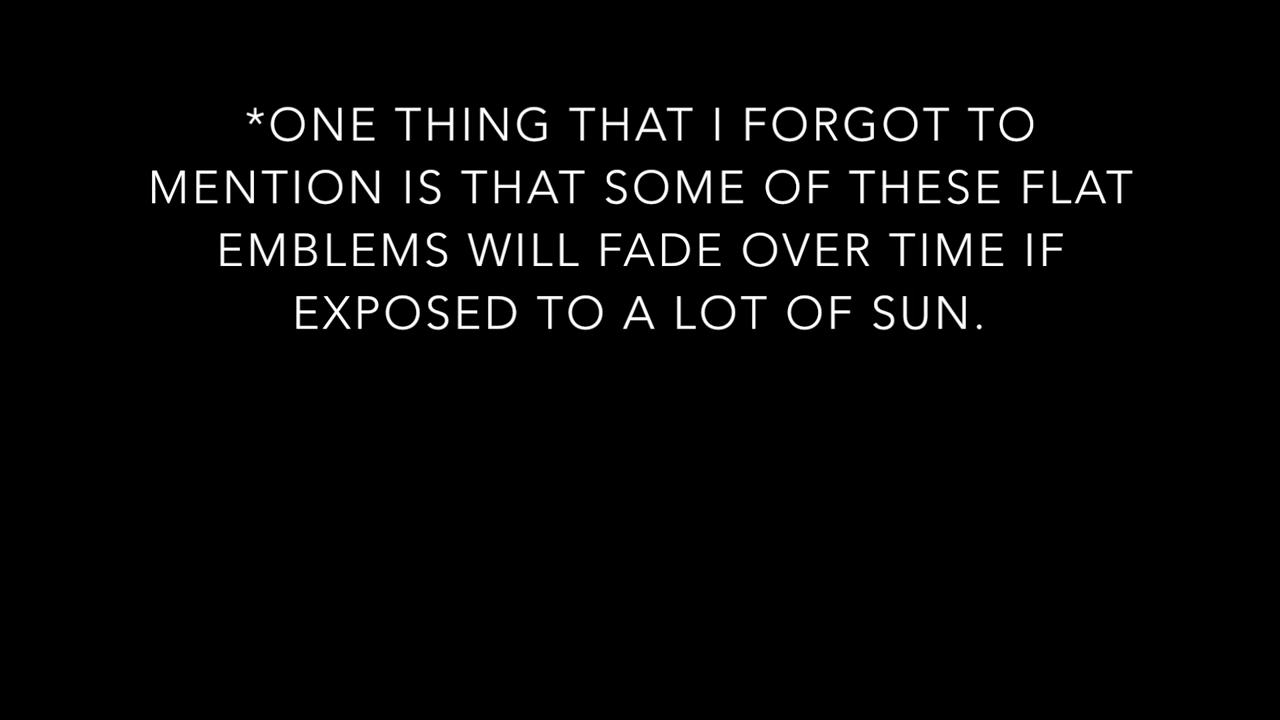 *ONE THING THAT I FORGOT TO
MENTION IS THAT SOME OF THESE FLAT
EMBLEMS WILL FADE OVER TIME IF
EXPOSED TO A LOT OF SUN.